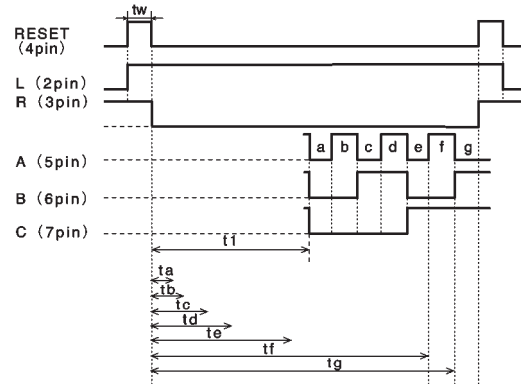 tw
RESET
(4pin)
L (2pin)
R (3pin)
a b c d e f g
A (5pin)
B (6pin)
C (7pin)
t1
ta
tb
tc
td
te
tf
tg